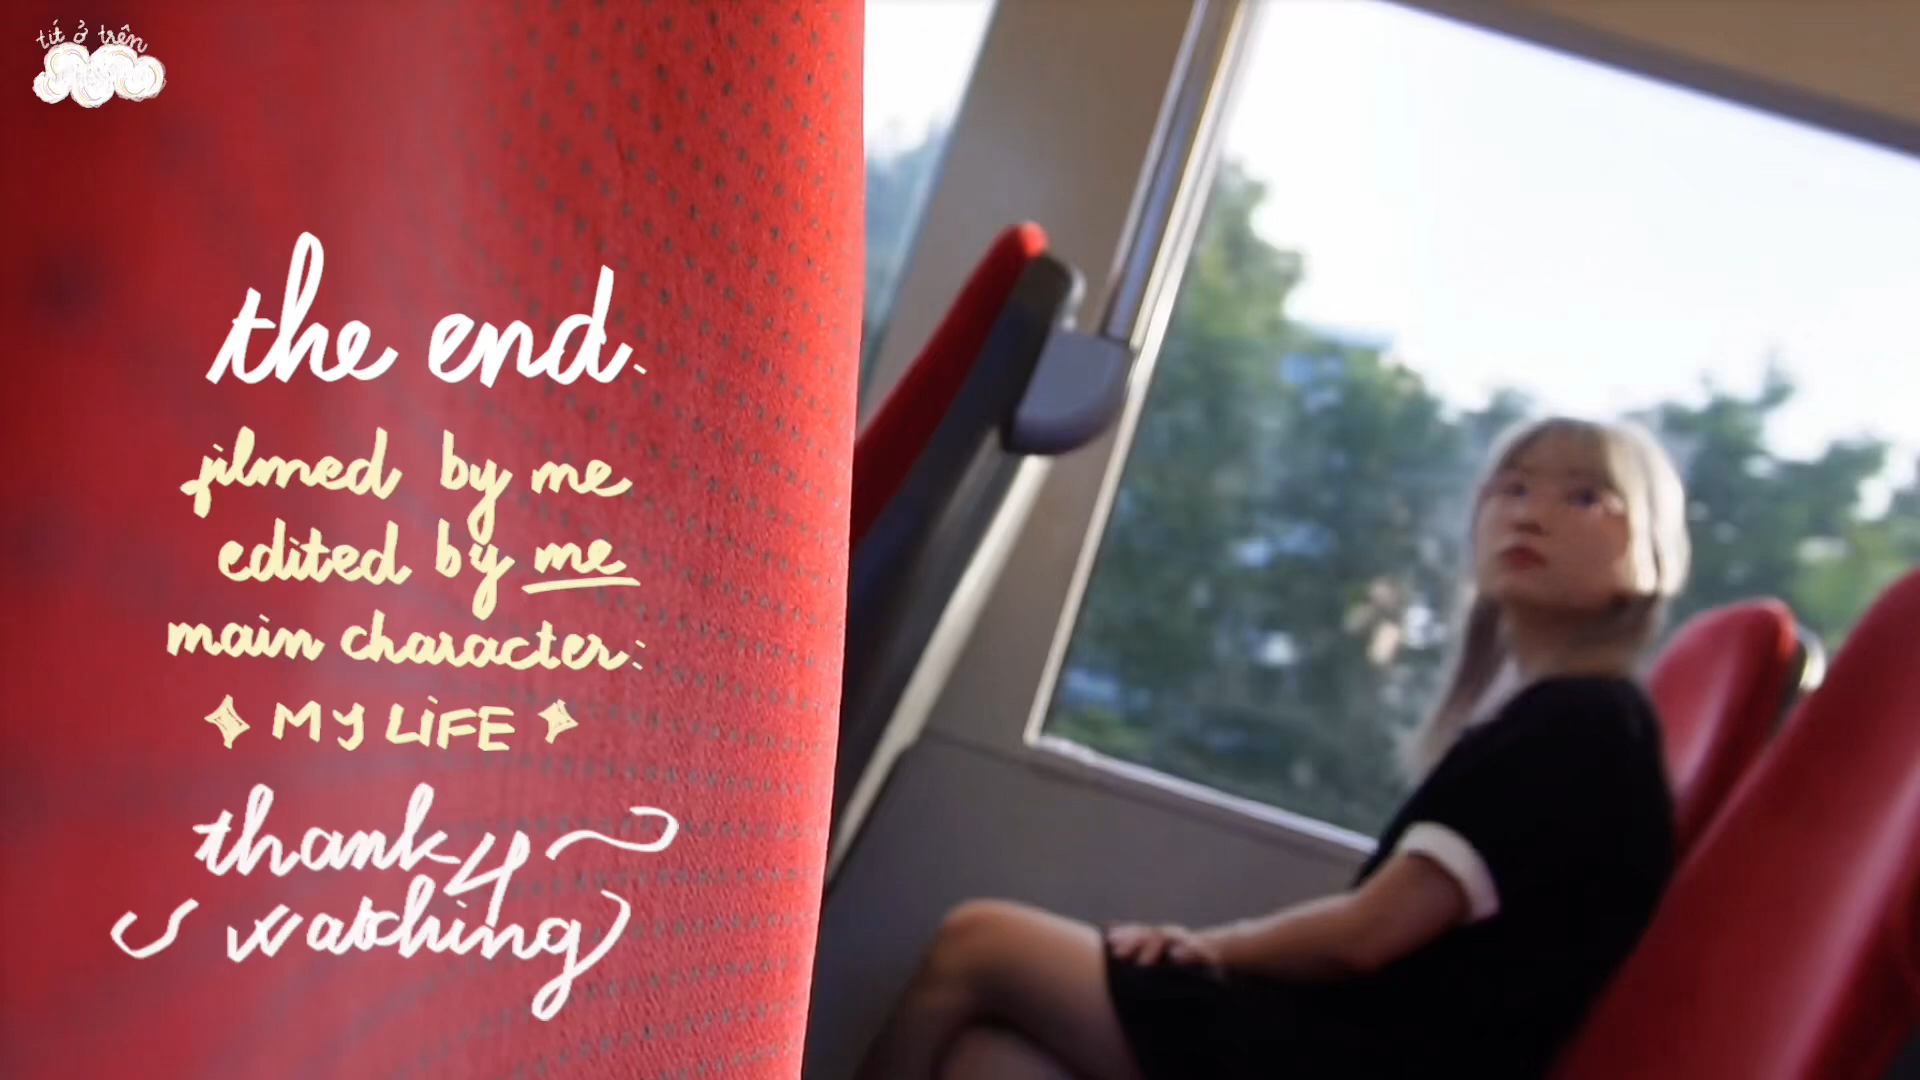 tít ở trên
the end.
filmed by me
edited by me
main character:
MY LiFE
thank 4
watching